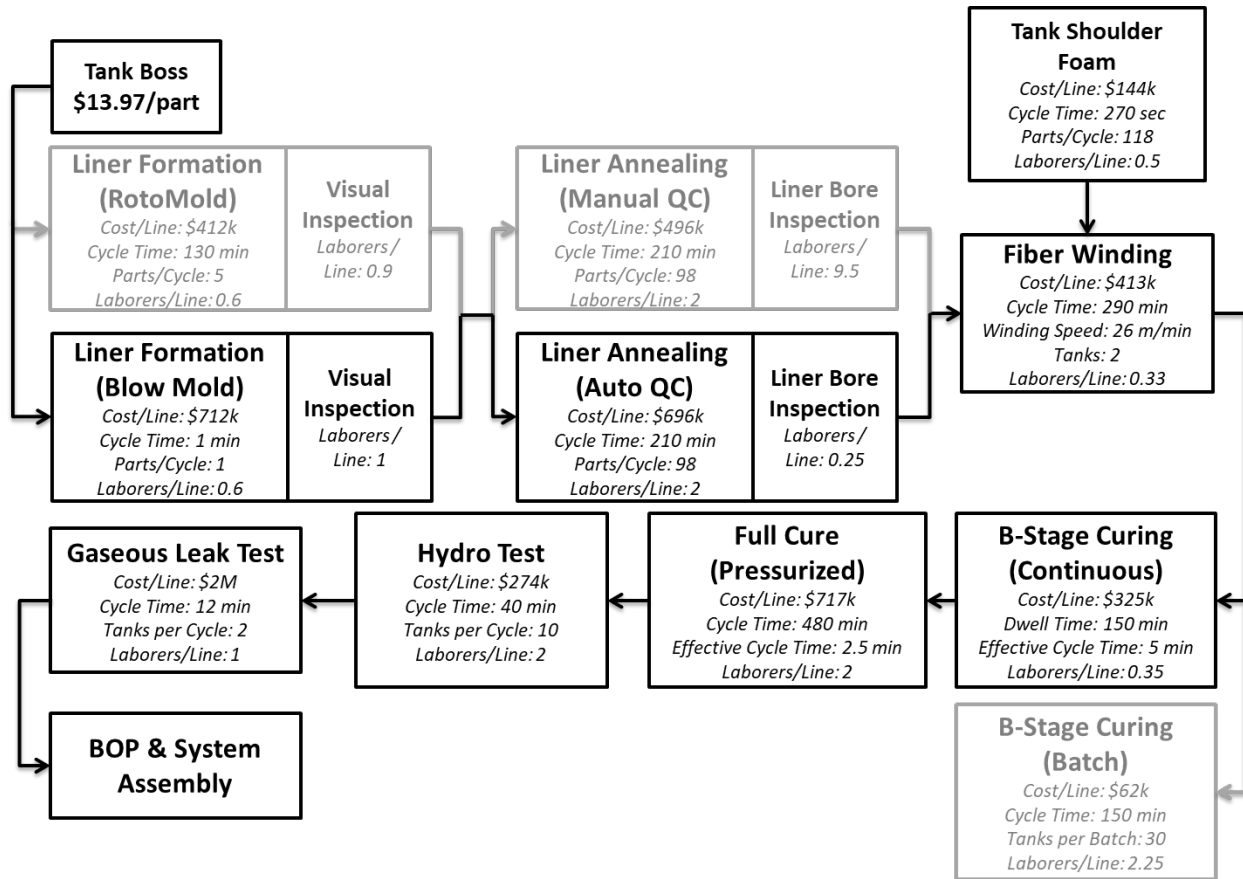 Tank Boss
$13.97/part
Tank Shoulder
Foam
Cost/Line: $144k
Cycle Time: 270 sec
Parts/Cycle: 118
Laborers/Line: 0.5
Liner Formation
(RotoMold)
Cost/Line: $412k
Cycle Time: 130 min
Parts/Cycle: 5
Laborers/Line: 0.6
Visual
Inspection
Laborers /
Line: 0.9
Liner Annealing
(Manual QC)
Cost/Line: $496k
Cycle Time: 210 min
Parts/Cycle: 98
Laborers/Line: 2
Liner Bore
Inspection
Laborers /
Line: 9.5
Liner Formation
(Blow Mold)
Cost/Line: $712k
Cycle Time: 1 min
Parts/Cycle: 1
Laborers/Line: 0.6
Visual
Inspection
Laborers /
Line: 1
Liner Annealing
(Auto QC)
Cost/Line: $696k
Cycle Time: 210 min
Parts/Cycle: 98
Laborers/Line: 2
Liner Bore
Inspection
Laborers /
Line: 0.25
Fiber Winding
Cost/Line: $413k
Cycle Time: 290 min
Winding Speed: 26 m/min
Tanks: 2
Laborers/Line: 0.33
Gaseous Leak Test
Cost/Line: $2M
Cycle Time: 12 min
Tanks per Cycle: 2
Laborers/Line: 1
Hydro Test
Cost/Line: $274k
Cycle Time: 40 min
Tanks per Cycle: 10
Laborers/Line: 2
Full Cure
(Pressurized)
Cost/Line: $717k
Cycle Time: 480 min
Effective Cycle Time: 2.5 min
Laborers/Line: 2
B-Stage Curing
(Continuous)
Cost/Line: $325k
Dwell Time: 150 min
Effective Cycle Time: 5 min
Laborers/Line: 0.35
BOP & System
Assembly
B-Stage Curing
(Batch)
Cost/Line: $62k
Cycle Time: 150 min
Tanks per Batch: 30
Laborers/Line: 2.25